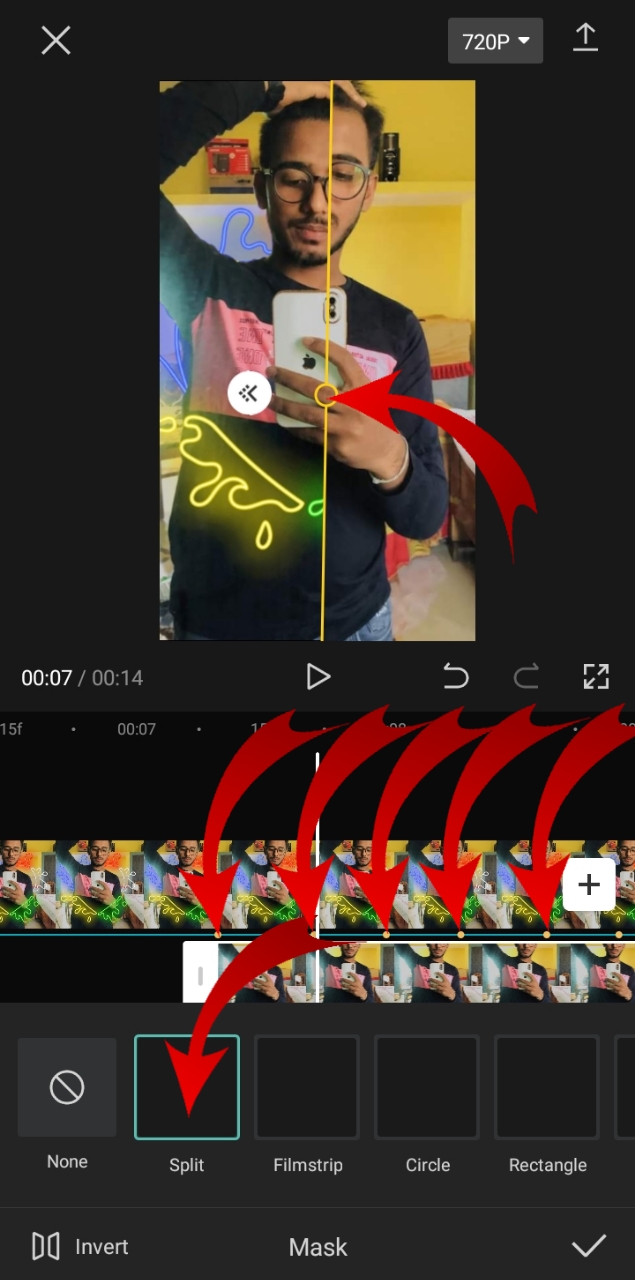 720P
00:07 / 00:14
15f
00:07
None
Split
Filmstrip
Circle
Rectangle
Invert
Mask